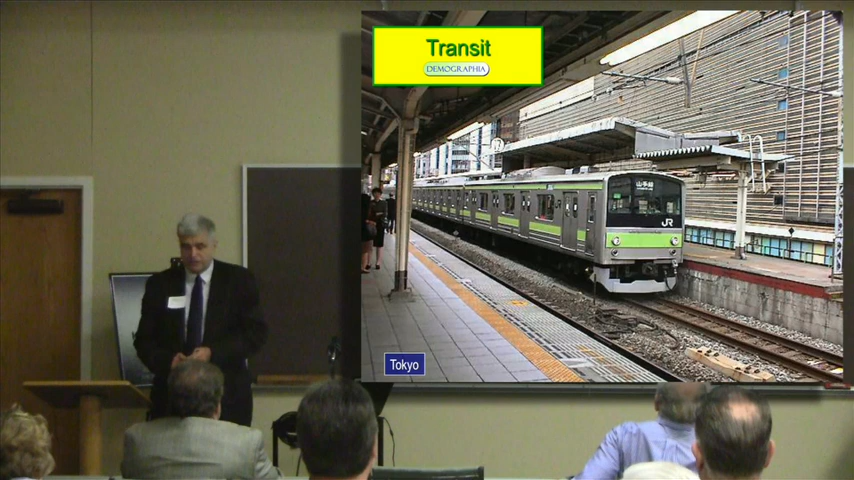 Transit
DEMOGRAPHIA
山手線
JR
Tokyo